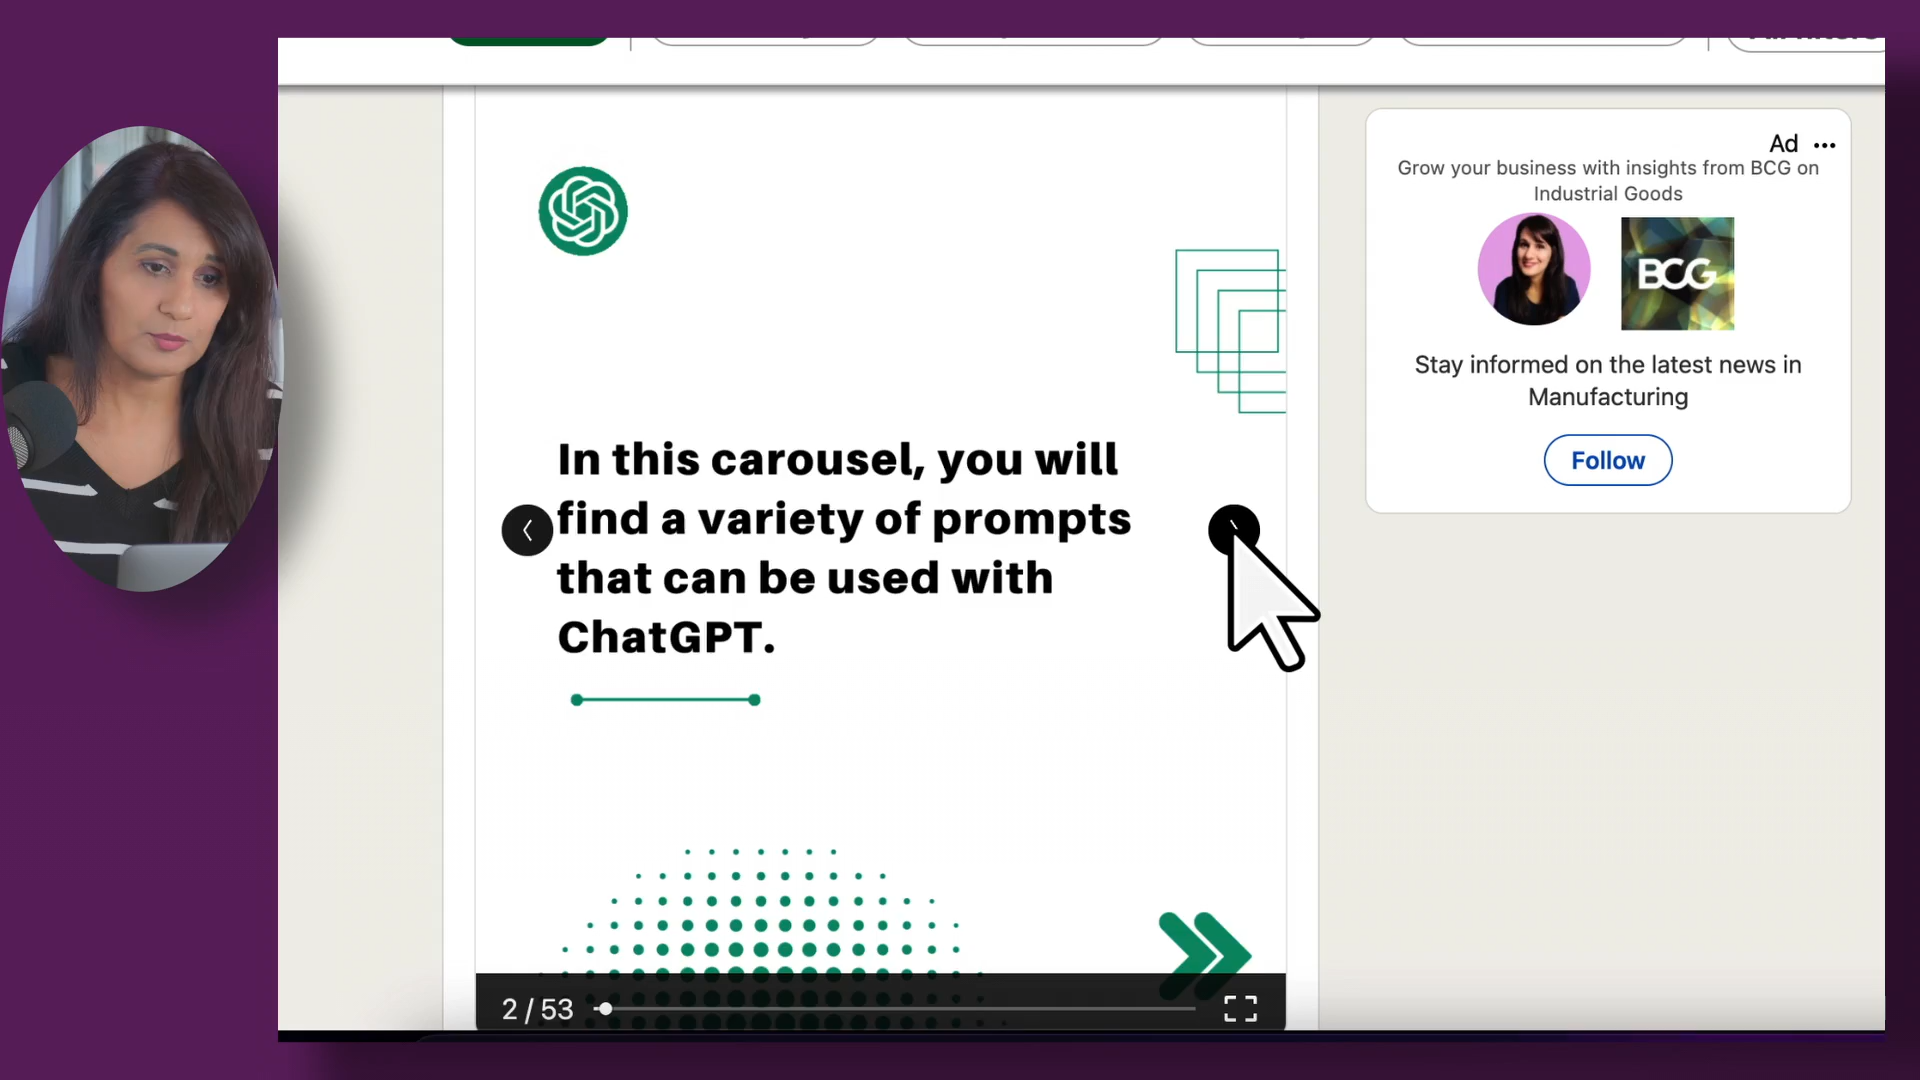 Ad
Grow your business with insights from BCG on
Industrial Goods
BCG
Stay informed on the latest news in
Manufacturing
Follow
In this carousel, you will
find a variety of prompts
that can be used with
ChatGPT.
2 / 53